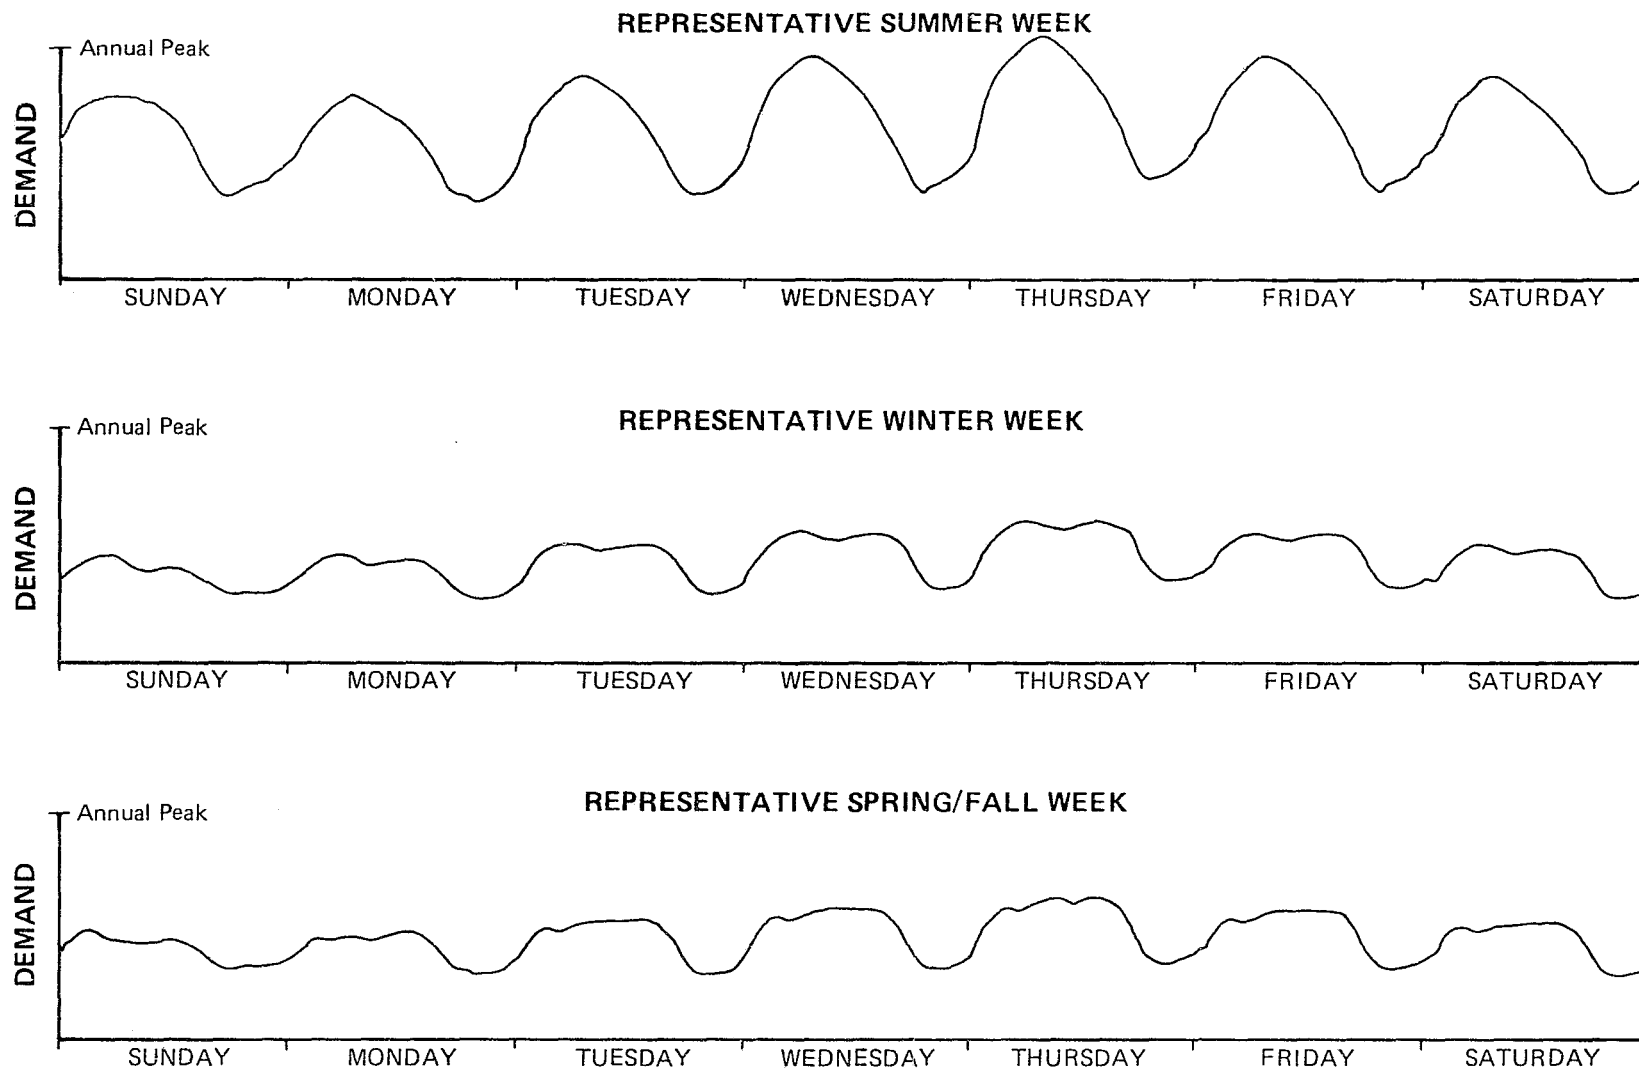 REPRESENTATIVE SUMMER WEEK
Annual Peak
DEMAND
SUNDAY MONDAY TUESDAY WEDNESDAY THURSDAY FRIDAY SATURDAY
REPRESENTATIVE WINTER WEEK
Annual Peak
DEMAND
SUNDAY MONDAY TUESDAY WEDNESDAY THURSDAY FRIDAY SATURDAY
REPRESENTATIVE SPRING/FALL WEEK
Annual Peak
DEMAND
SUNDAY MONDAY TUESDAY WEDNESDAY THURSDAY FRIDAY SATURDAY